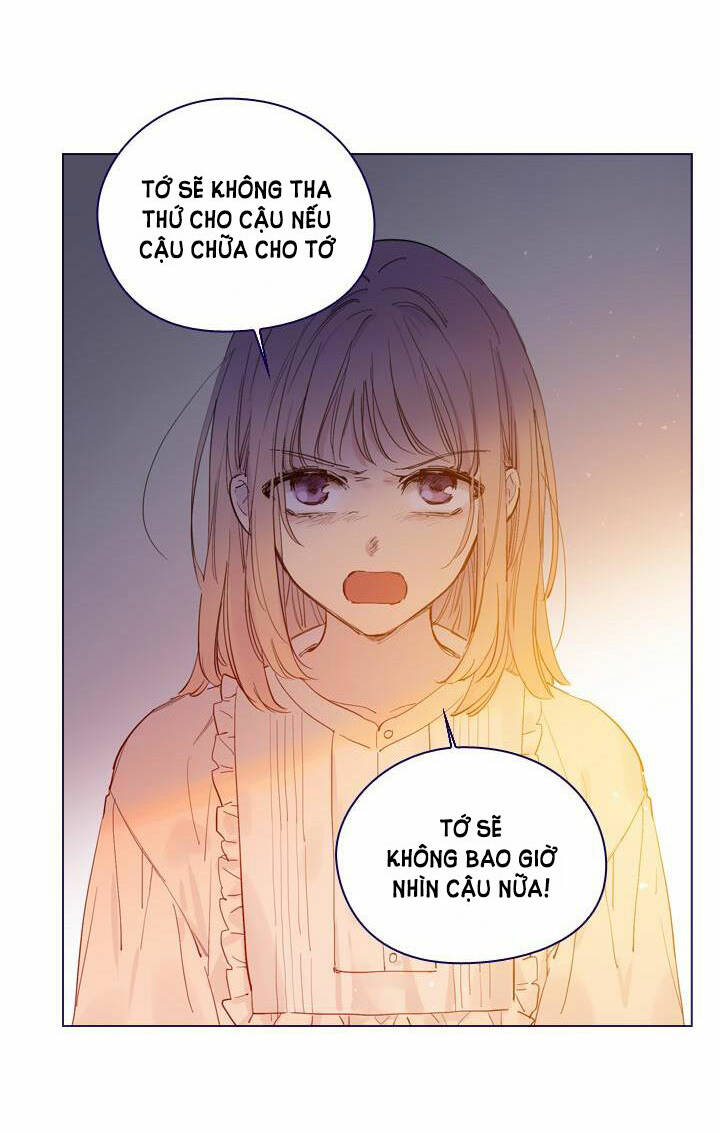 TỚ SẼ KHÔNG THA
THỨ CHO CẬU NẾU
CẬU CHỮA CHO TỚ
TỚ SẼ
KHÔNG BAO GIỜ
NHÌN CẬU NỮA!